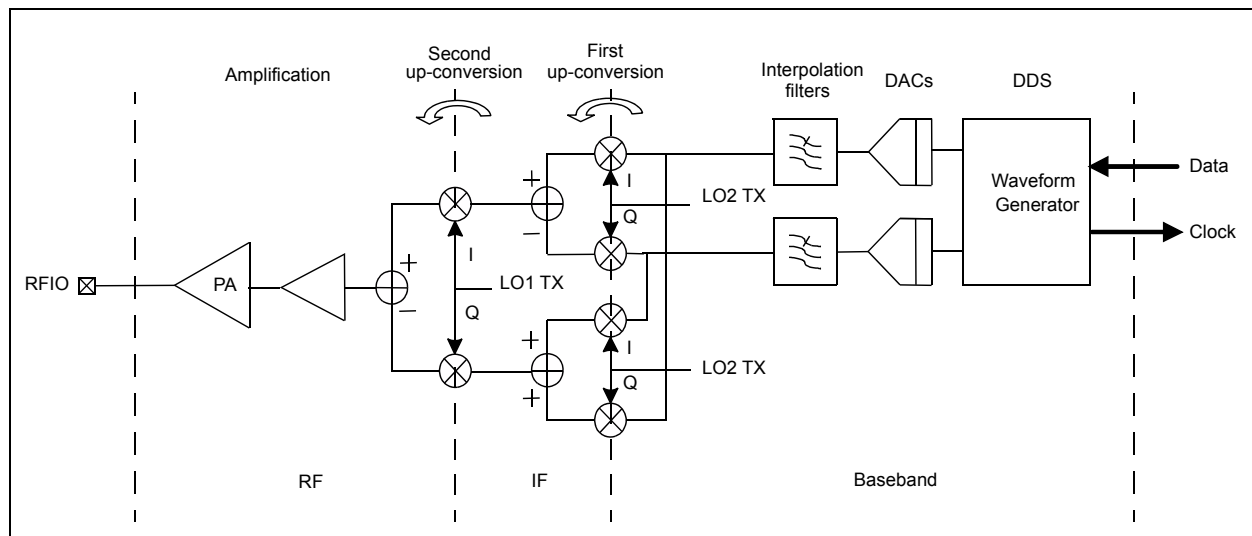 Amplification
Second
up-conversion
First
up-conversion
Interpolation
filters
DACs
DDS
+
−
I
Q
LO2 TX
Waveform
Generator
Data
Clock
RFIO
PA
+
−
I
Q
LO1 TX
+
+
I
Q
LO2 TX
RF
IF
Baseband